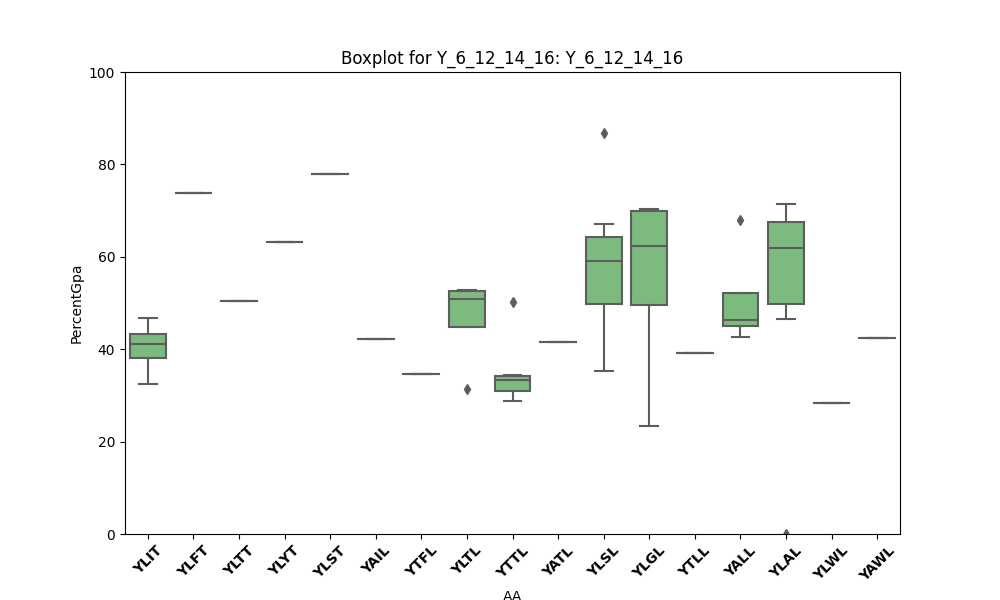 Boxplot for Y_6_12_14_16: Y_6_12_14_16
100
80
60
40
20
0
PercentGpa
YLIT YLFT YLTT YLYT YLST YAIL YTFL YLTL YTTL YATL YLSL YLGL YTLL YALL YLAL YLWL YAWL
AA